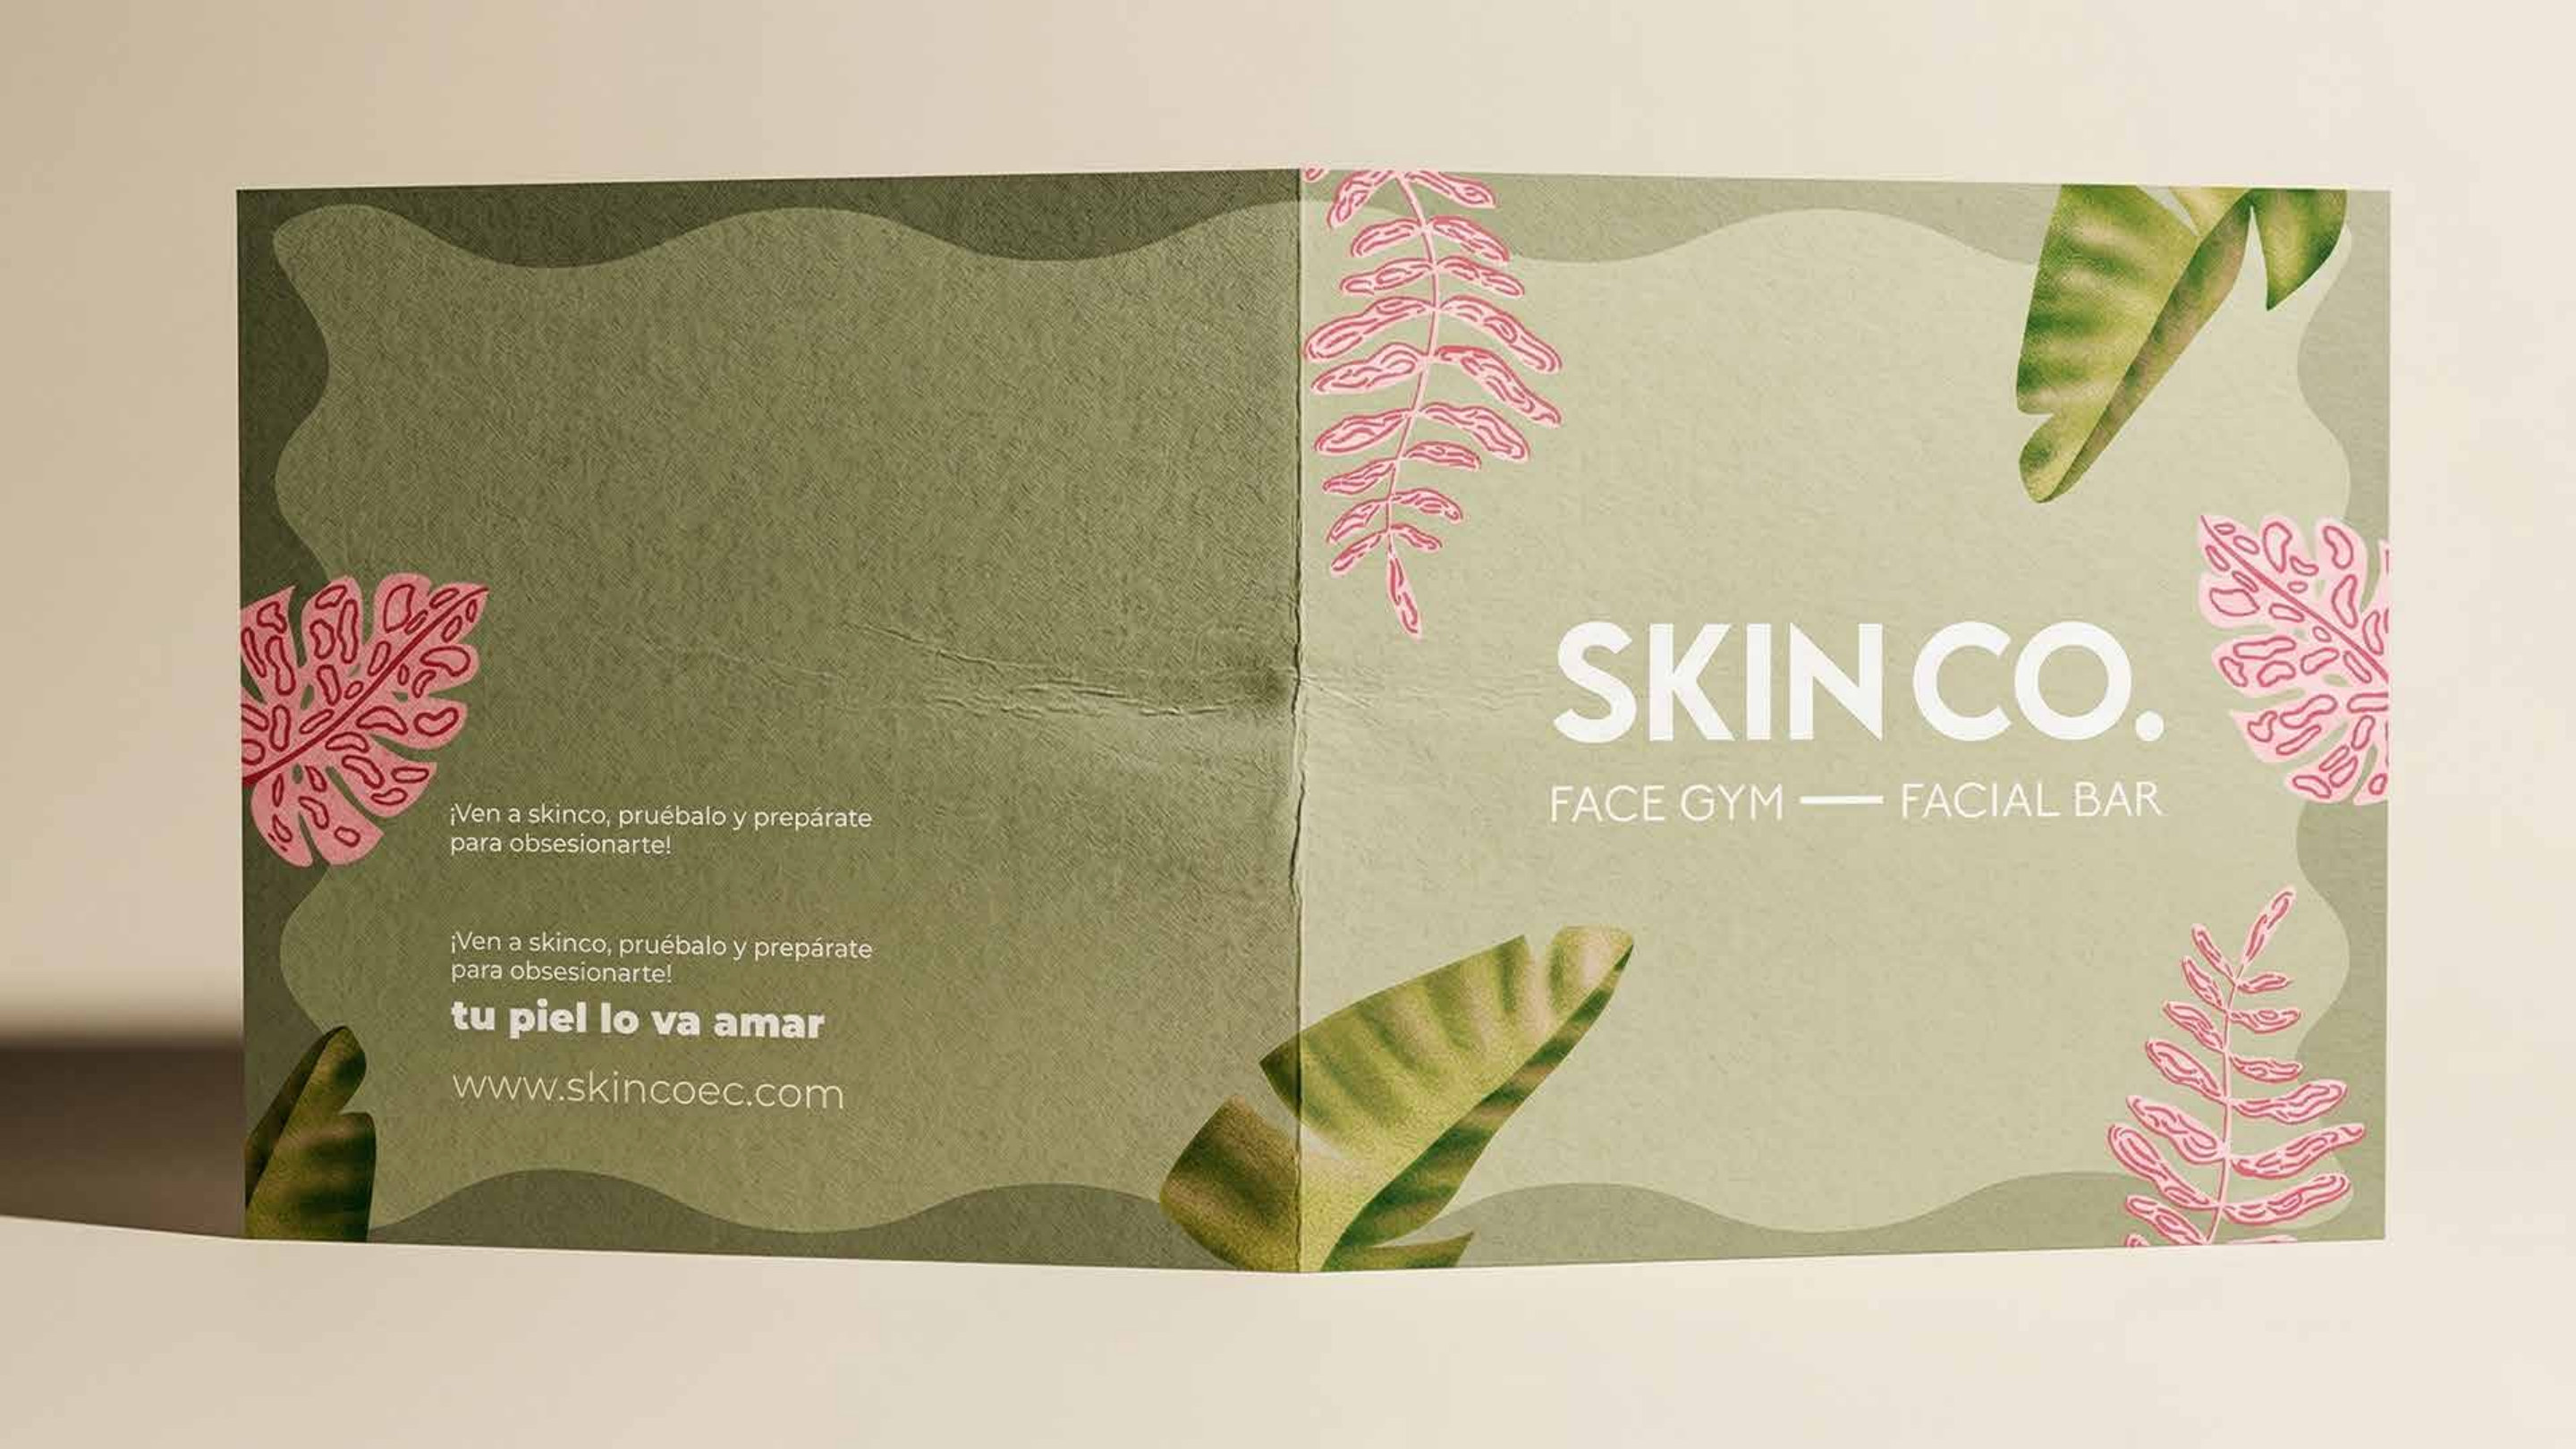 ¡Ven a skinco, pruébalo y prepárate
para obsesionarte!
¡Ven a skinco, pruébalo y prepárate
para obsesionarte!
tu piel lo va amar
www.skincoec.com
SKIN CO.
FACE GYM — FACIAL BAR